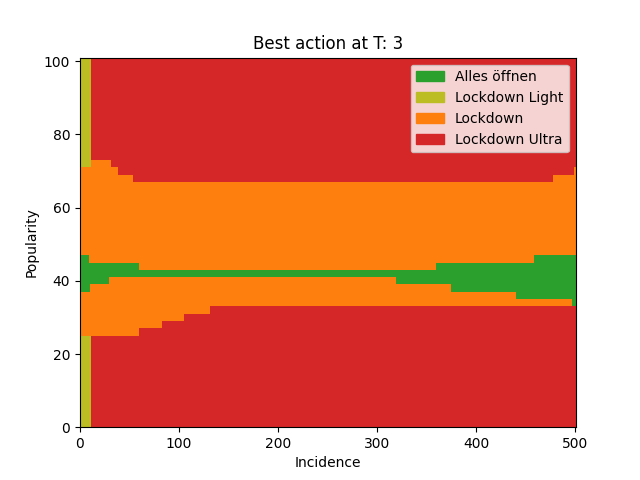 Best action at T: 3
Alles öffnen
Lockdown Light
Lockdown
Lockdown Ultra
100
80
60
40
20
0
Popularity
0 100 200 300 400 500
Incidence